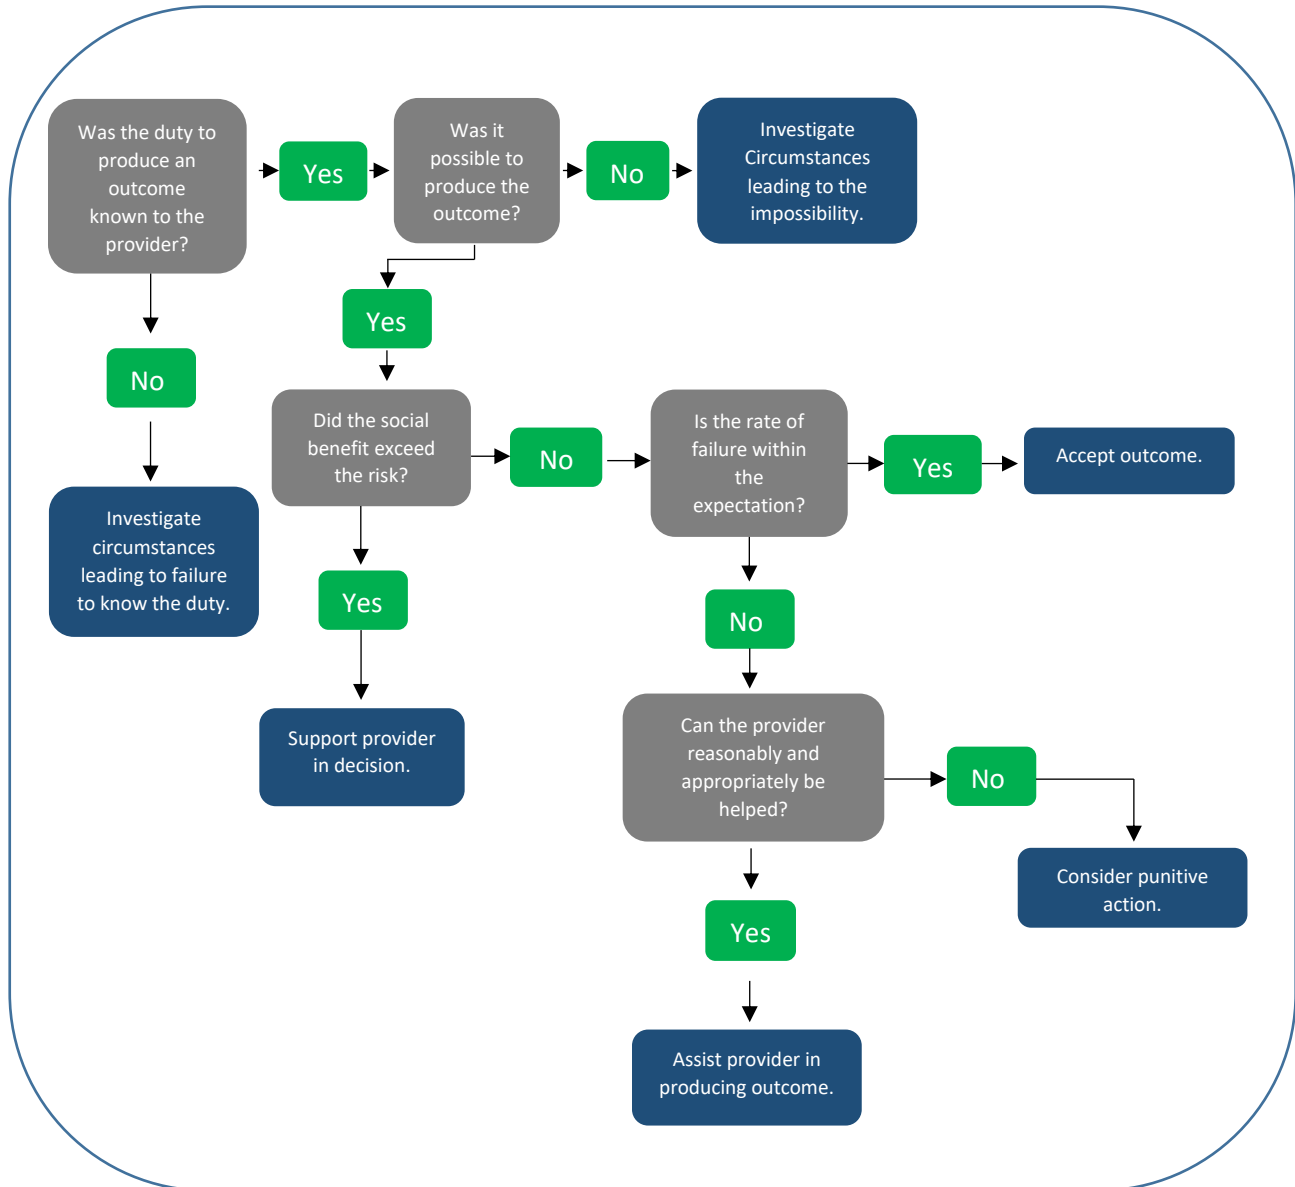 Was the duty to
produce an
outcome
known to the
provider?
Yes
Was it
possible to
produce the
outcome?
No
Investigate
Circumstances
leading to the
impossibility.
Yes
No
Did the social
benefit exceed
the risk?
No
Is the rate of
failure within
the
expectation?
Yes
Accept outcome.
Investigate
circumstances
leading to failure
to know the duty.
Yes
No
Support provider
in decision.
Can the provider
reasonably and
appropriately be
helped?
No
Consider punitive
action.
Yes
Assist provider in
producing outcome.